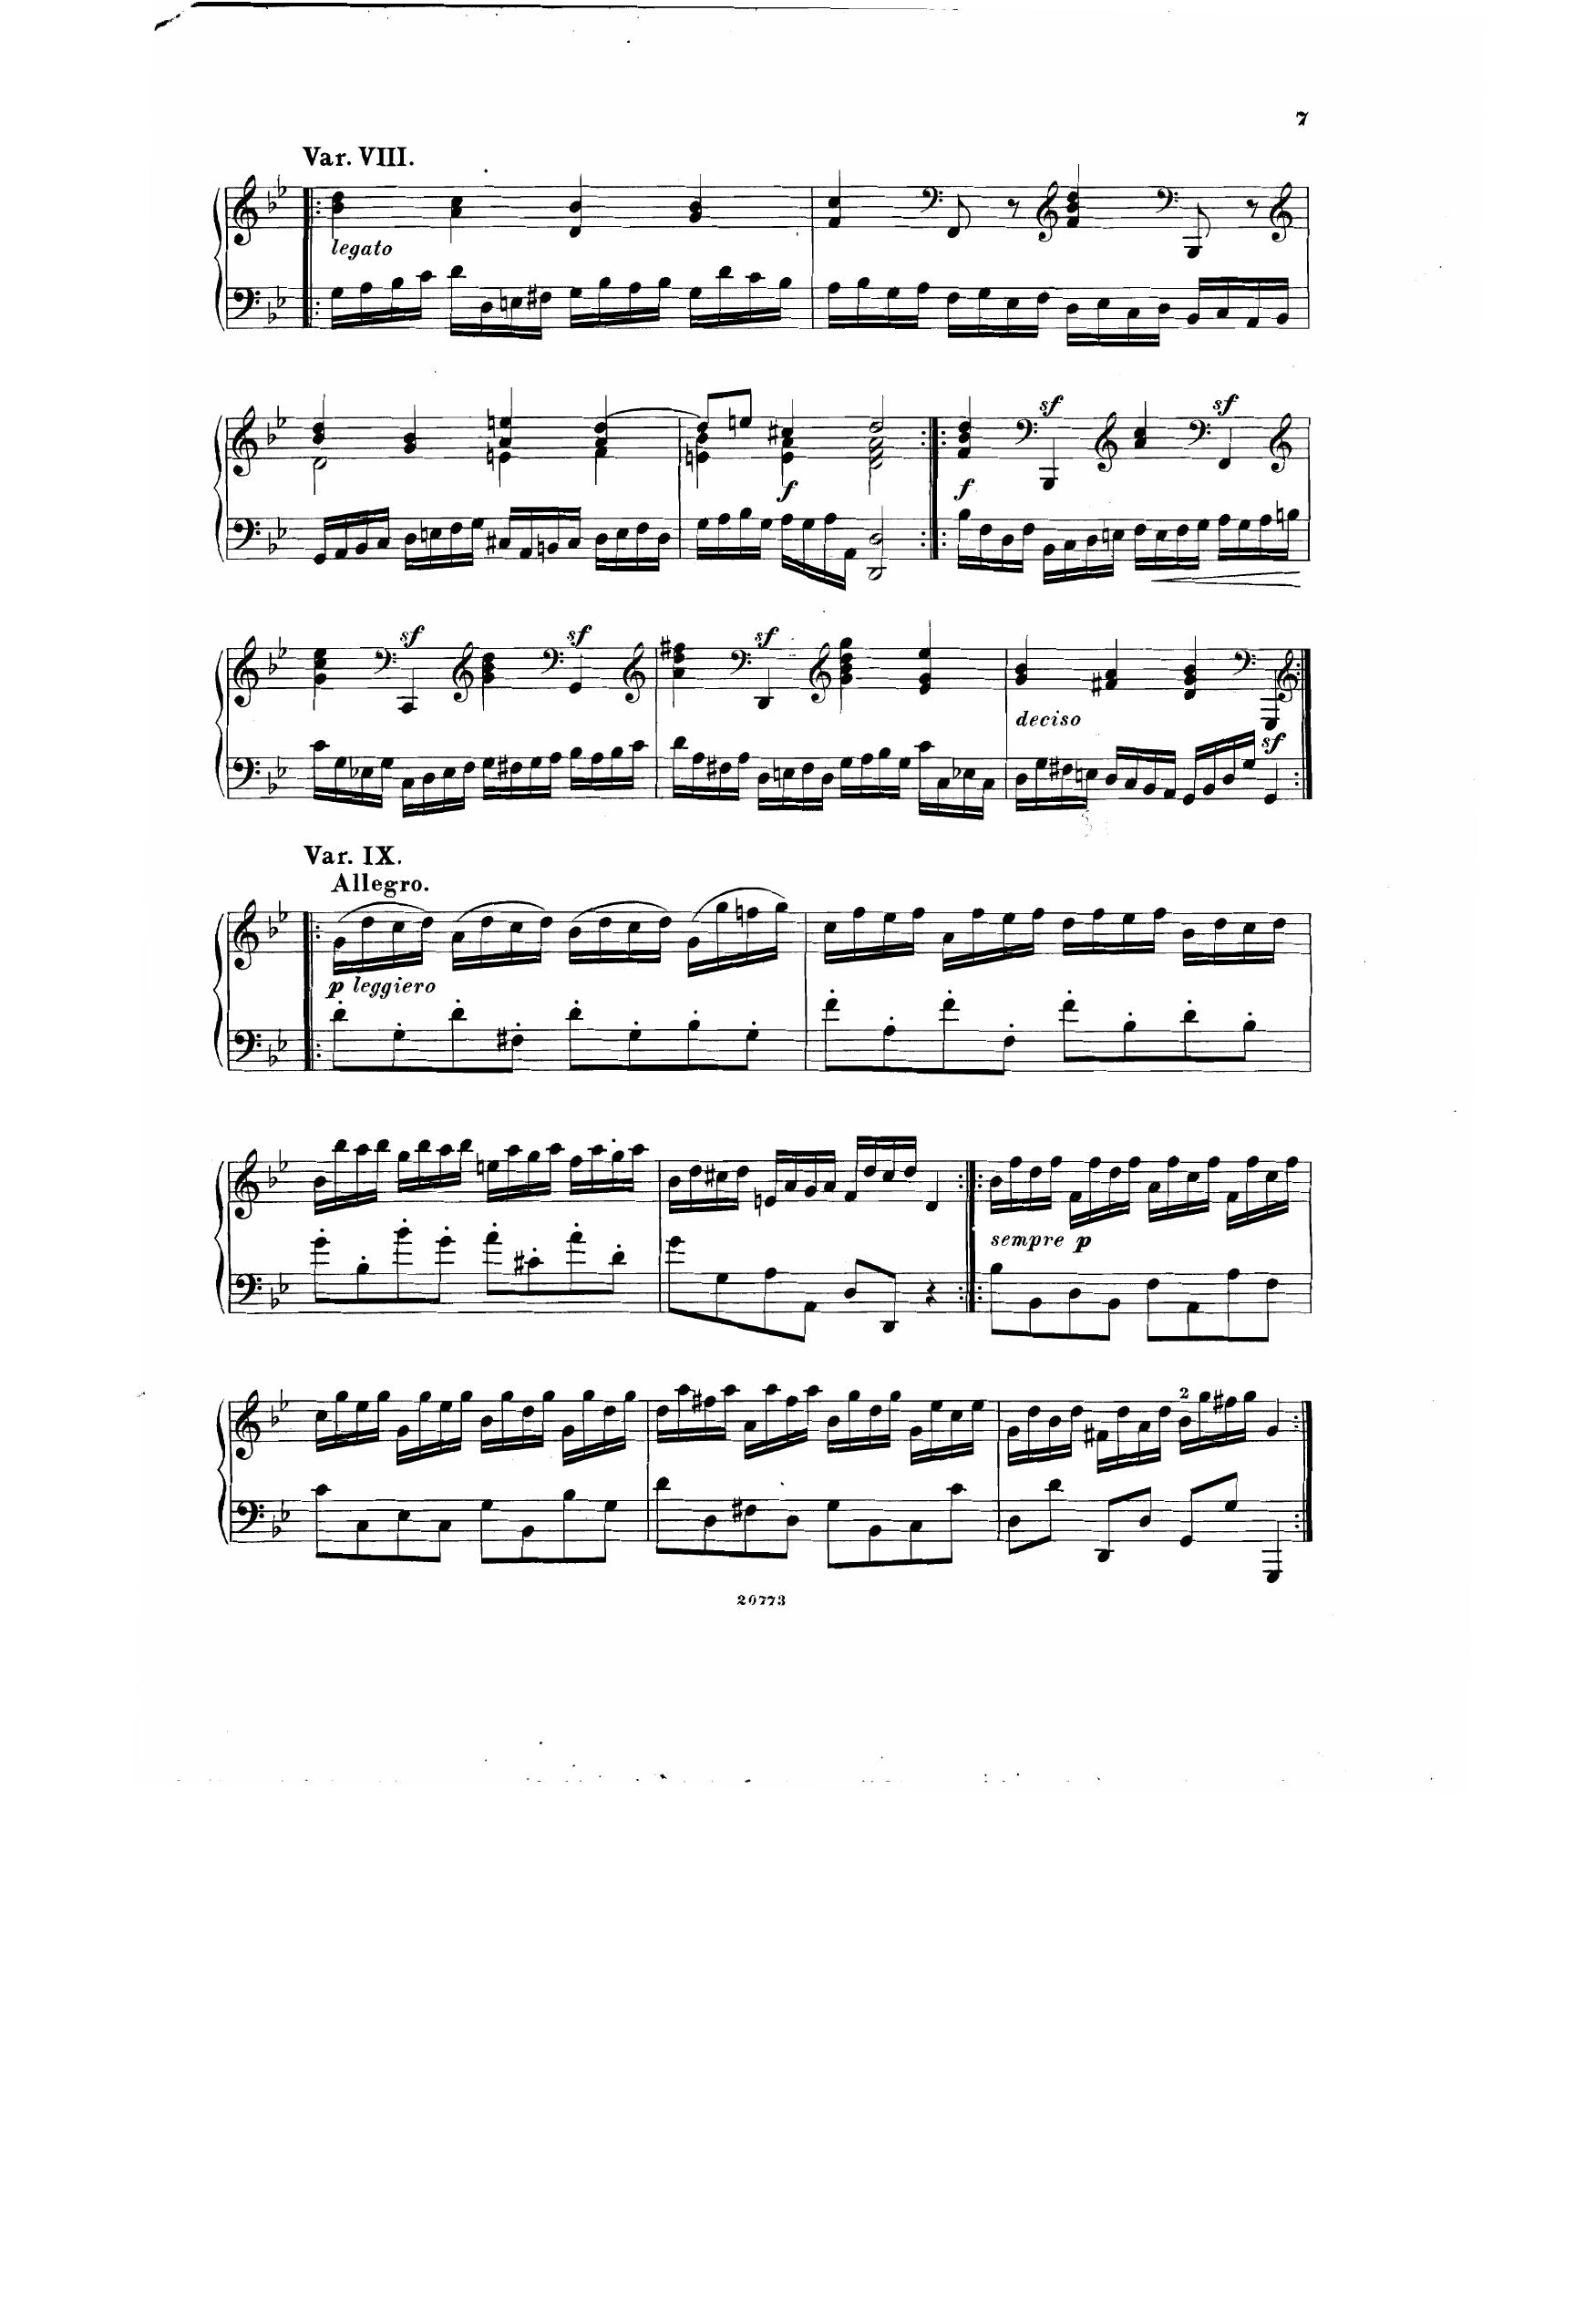 7
Var. VIII.
legato
sf sf
f f
sf sf sf
deciso
sf
Var. IX.
Allegro.
p leggiero
sempre p
2
20773